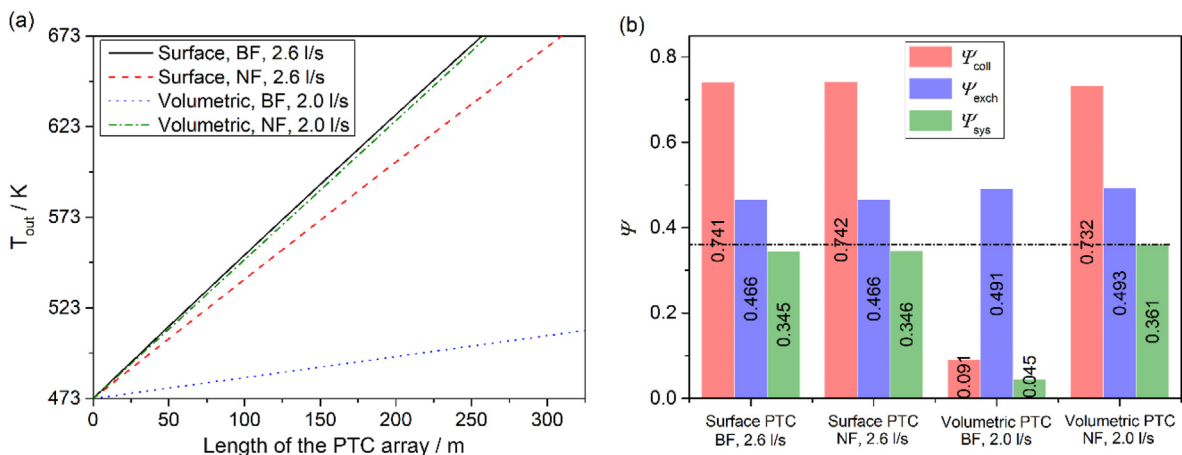 (a)
673
623
573
523
473
T_out / K
Surface, BF, 2.6 l/s
Surface, NF, 2.6 l/s
Volumetric, BF, 2.0 l/s
Volumetric, NF, 2.0 l/s
0 50 100 150 200 250 300
Length of the PTC array / m
(b)
0.8
0.6
0.4
0.2
0.0
Ψ
Ψ_coll
Ψ_exch
Ψ_sys
0.741
0.466
0.345
0.742
0.466
0.346
0.091
0.491
0.045
0.732
0.493
0.361
Surface PTC
BF, 2.6 l/s
Surface PTC
NF, 2.6 l/s
Volumetric PTC
BF, 2.0 l/s
Volumetric PTC
NF, 2.0 l/s